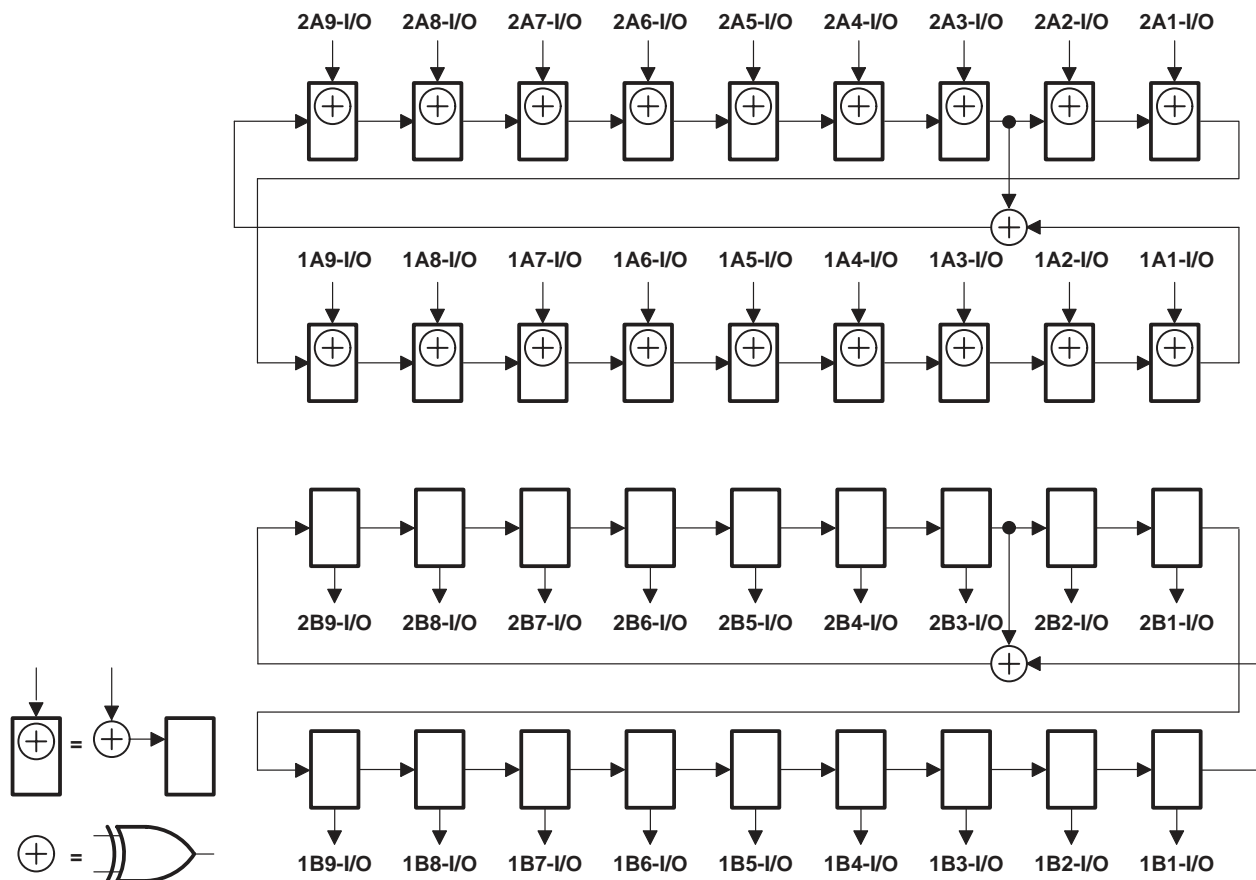 2A9-I/O 2A8-I/O 2A7-I/O 2A6-I/O 2A5-I/O 2A4-I/O 2A3-I/O 2A2-I/O 2A1-I/O
1A9-I/O 1A8-I/O 1A7-I/O 1A6-I/O 1A5-I/O 1A4-I/O 1A3-I/O 1A2-I/O 1A1-I/O
2B9-I/O 2B8-I/O 2B7-I/O 2B6-I/O 2B5-I/O 2B4-I/O 2B3-I/O 2B2-I/O 2B1-I/O
=
=
1B9-I/O 1B8-I/O 1B7-I/O 1B6-I/O 1B5-I/O 1B4-I/O 1B3-I/O 1B2-I/O 1B1-I/O